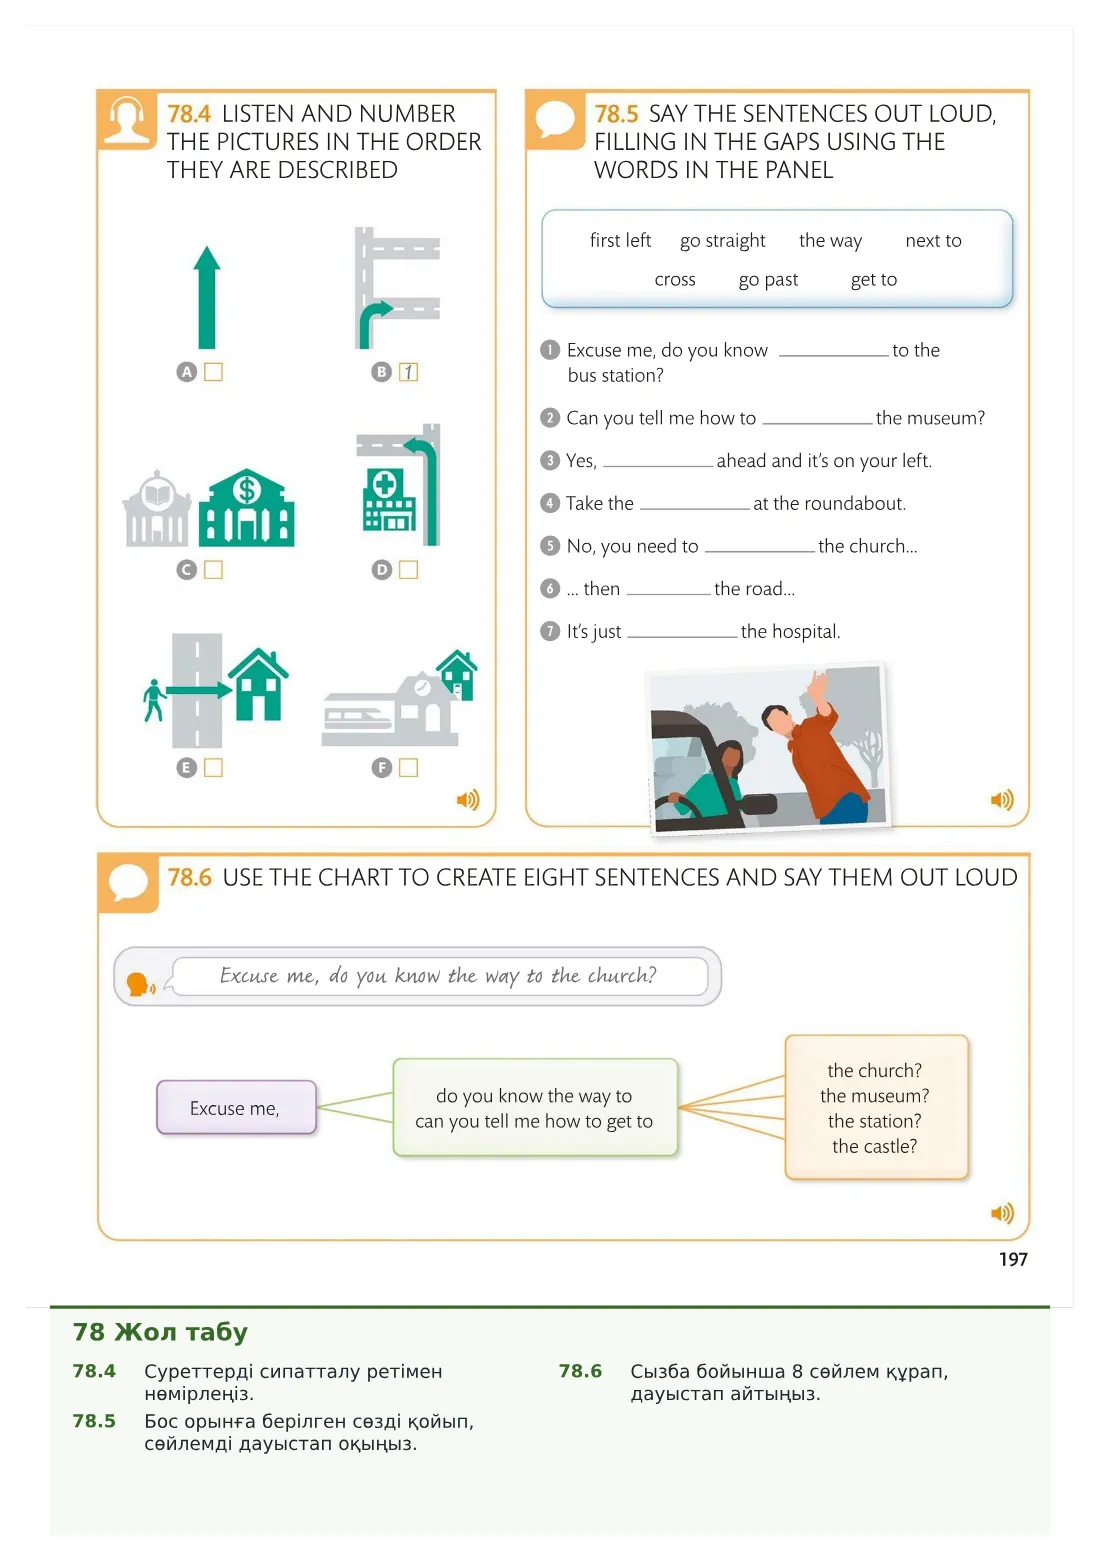 78.4 LISTEN AND NUMBER
THE PICTURES IN THE ORDER
THEY ARE DESCRIBED
A
B 1
C
D
E
F
78.5 SAY THE SENTENCES OUT LOUD,
FILLING IN THE GAPS USING THE
WORDS IN THE PANEL
first left go straight the way next to
cross go past get to
1 Excuse me, do you know ___________ to the
bus station?
2 Can you tell me how to ___________ the museum?
3 Yes, ___________ ahead and it's on your left.
4 Take the ___________ at the roundabout.
5 No, you need to ___________ the church...
6 ... then ________ the road...
7 It's just ___________ the hospital.
78.6 USE THE CHART TO CREATE EIGHT SENTENCES AND SAY THEM OUT LOUD
Excuse me, do you know the way to the church?
Excuse me,
do you know the way to
can you tell me how to get to
the church?
the museum?
the station?
the castle?
197
78 Жол табу
78.4 Суреттерді сипатталу ретімен
нөмірлеңіз.
78.5 Бос орынға берілген сөзді қойып,
сөйлемді дауыстап оқыңыз.
78.6 Сызба бойынша 8 сөйлем құрап,
дауыстап айтыңыз.